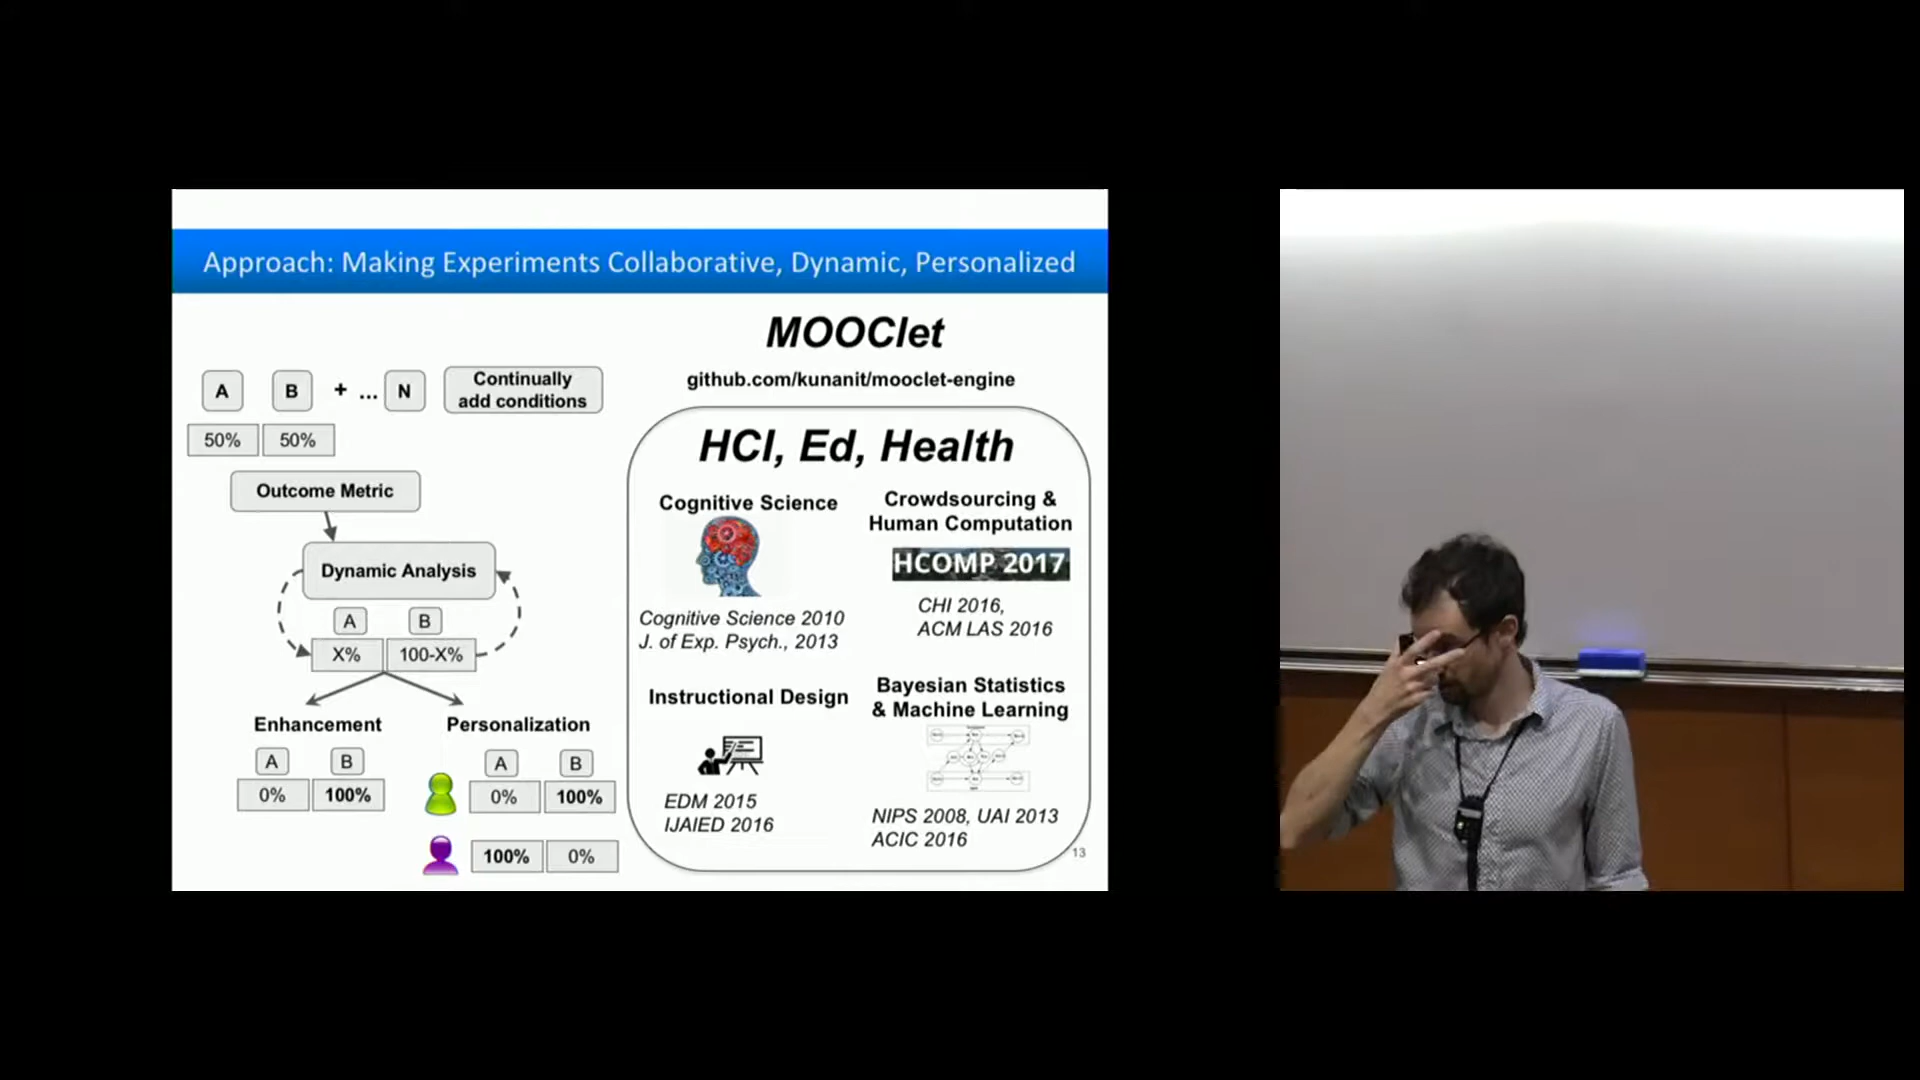 Approach: Making Experiments Collaborative, Dynamic, Personalized
MOOClet
github.com/kunanit/mooclet-engine
A B + ... N
Continually
add conditions
50% 50%
Outcome Metric
Dynamic Analysis
A B
X% 100-X%
Enhancement
A B
0% 100%
Personalization
A B
0% 100%
100% 0%
HCI, Ed, Health
Cognitive Science
Cognitive Science 2010
J. of Exp. Psych., 2013
Crowdsourcing &
Human Computation
HCOMP 2017
CHI 2016,
ACM LAS 2016
Instructional Design
EDM 2015
IJAIED 2016
Bayesian Statistics
& Machine Learning
NIPS 2008, UAI 2013
ACIC 2016
13